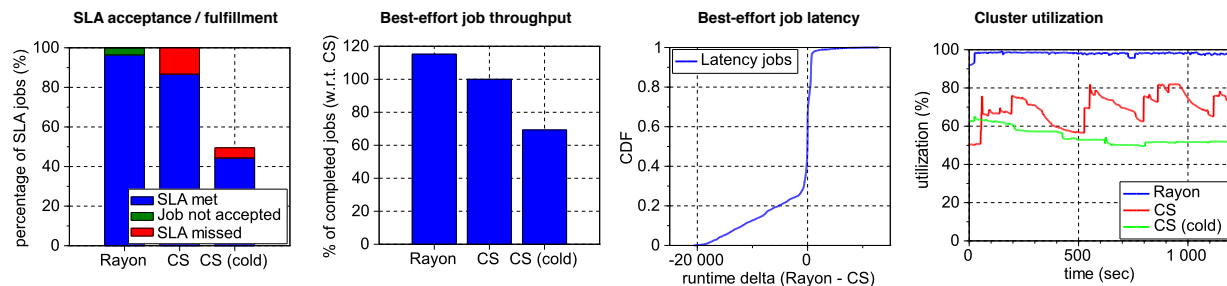 SLA acceptance / fulfillment
percentage of SLA jobs (%)
100
80
60
40
20
0
SLA met
Job not accepted
SLA missed
Rayon
CS
CS (cold)
Best-effort job throughput
% of completed jobs (w.r.t. CS)
120
100
80
60
40
20
0
Rayon
CS
CS (cold)
Best-effort job latency
CDF
1
0.8
0.6
0.4
0.2
0
Latency jobs
-20 000
0
runtime delta (Rayon - CS)
Cluster utilization
utilization (%)
100
80
60
40
20
0
Rayon
CS
CS (cold)
500
1 000
time (sec)